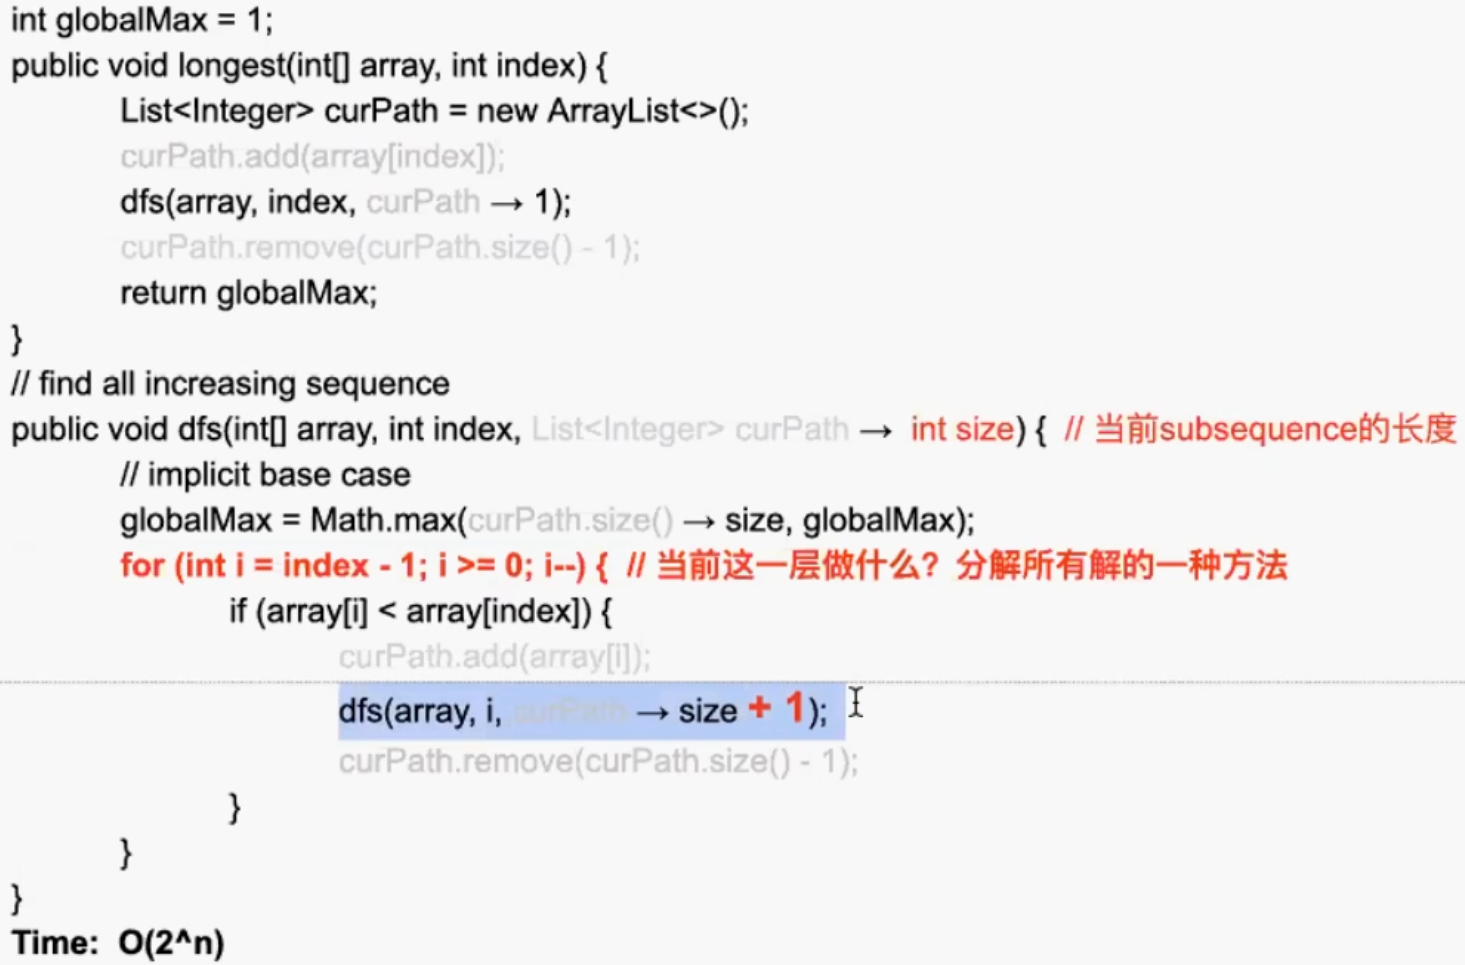 int globalMax = 1;
public void longest(int[] array, int index) {
List<Integer> curPath = new ArrayList<>();
curPath.add(array[index]);
dfs(array, index, curPath → 1);
curPath.remove(curPath.size() - 1);
return globalMax;
}
// find all increasing sequence
public void dfs(int[] array, int index, List<Integer> curPath → int size) { // 当前subsequence的长度
// implicit base case
globalMax = Math.max(curPath.size() → size, globalMax);
for (int i = index - 1; i >= 0; i--) { // 当前这一层做什么？分解所有解的一种方法
if (array[i] < array[index]) {
curPath.add(array[i]);
dfs(array, i, curPath → size + 1);
curPath.remove(curPath.size() - 1);
}
}
}
Time: O(2^n)